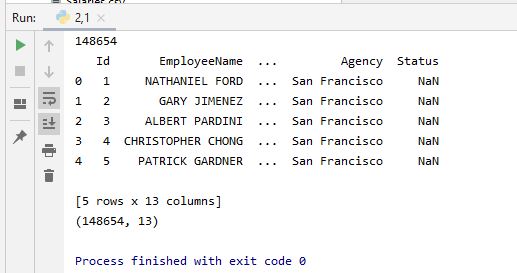 Salaries.csv
Run: 2,1
148654
Id EmployeeName ... Agency Status
0 1 NATHANIEL FORD ... San Francisco NaN
1 2 GARY JIMENEZ ... San Francisco NaN
2 3 ALBERT PARDINI ... San Francisco NaN
3 4 CHRISTOPHER CHONG ... San Francisco NaN
4 5 PATRICK GARDNER ... San Francisco NaN
[5 rows x 13 columns]
(148654, 13)
Process finished with exit code 0